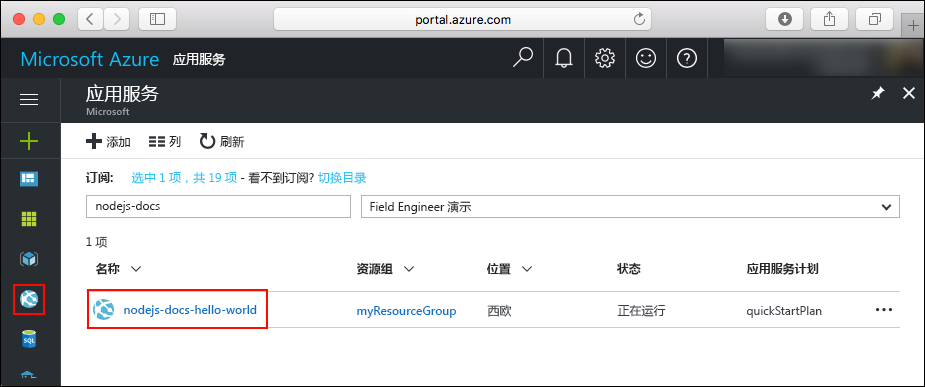 portal.azure.com
Microsoft Azure 应用服务
应用服务
Microsoft
添加 列 刷新
订阅: 选中 1 项，共 19 项 - 看不到订阅? 切换目录
nodejs-docs Field Engineer 演示
1 项
名称 资源组 位置 状态 应用服务计划
nodejs-docs-hello-world myResourceGroup 西欧 正在运行 quickStartPlan
SQL